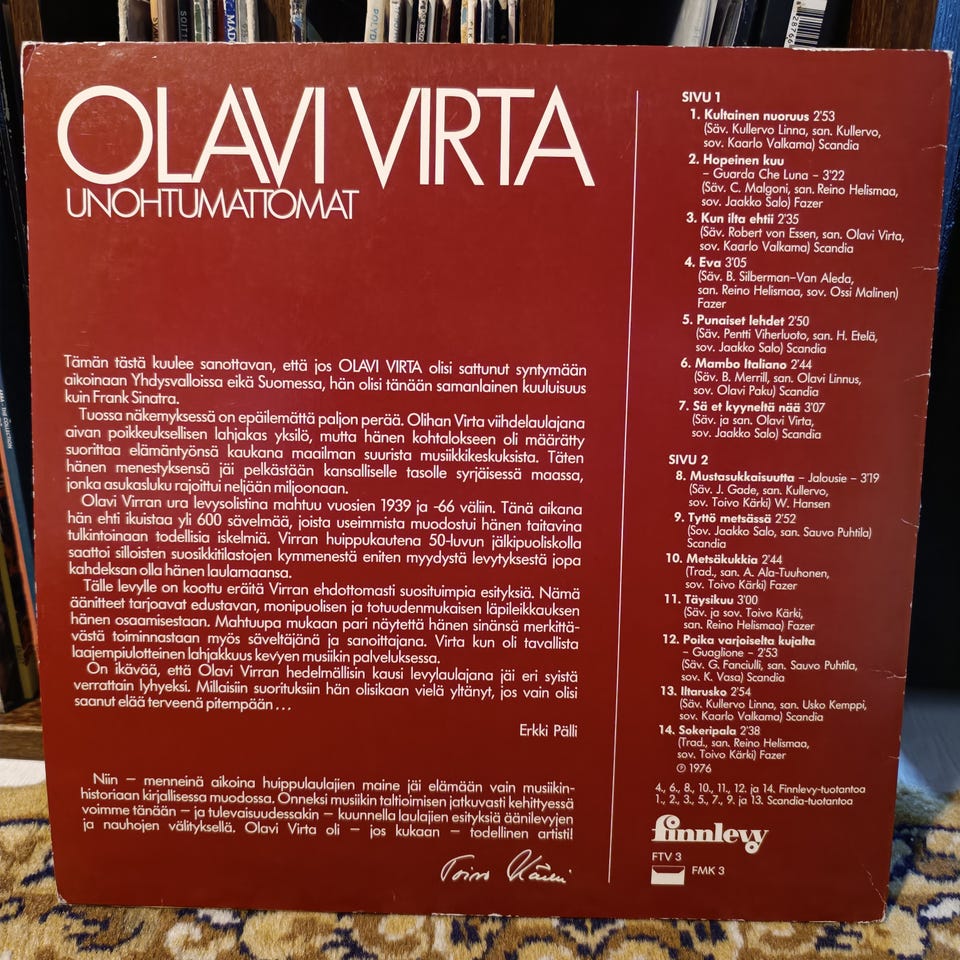 OLAVI VIRTA
UNOHTUMATTOMAT
Tämän tästä kuulee sanottavan, että jos OLAVI VIRTA olisi sattunut syntymään
aikoinaan Yhdysvalloissa eikä Suomessa, hän olisi tänään samanlainen kuuluisuus
kuin Frank Sinatra.
Tuossa näkemyksessä on epäilemättä paljon perää. Olihan Virta viihdelaulajana
aivan poikkeuksellisen lahjakas yksilö, mutta hänen kohtalokseen oli määrätty
suorittaa elämäntyönsä kaukana maailman suurista musiikkikeskuksista. Täten
hänen menestyksensä jäi pelkästään kansalliselle tasolle syrjäisessä maassa,
jonka asukasluku rajoittui neljään miljoonaan.
Olavi Virran ura levysolistina mahtuu vuosien 1939 ja -66 väliin. Tänä aikana
hän ehti ikuistaa yli 600 sävelmää, joista useimmista muodostui hänen taitavina
tulkintoinaan todellisia iskelmiä. Virran huippukautena 50-luvun jälkipuoliskolla
saattoi silloisten suosikkitilastojen kymmenestä eniten myydystä levytyksestä jopa
kahdeksan olla hänen laulamaansa.
Tälle levylle on koottu eräitä Virran ehdottomasti suosituimpia esityksiä. Nämä
äänitteet tarjoavat edustavan, monipuolisen ja totuudenmukaisen läpileikkauksen
hänen osaamisestaan. Mahtuupa mukaan pari näytettä hänen sinänsä merkittä-
västä toiminnastaan myös säveltäjänä ja sanoittajana. Virta kun oli tavallista
laajempiulotteinen lahjakkuus kevyen musiikin palveluksessa.
On ikävää, että Olavi Virran hedelmällisin kausi levylaulajana jäi eri syistä
verrattain lyhyeksi. Millaisiin suorituksiin hän olisikaan vielä yltänyt, jos vain olisi
saanut elää terveenä pitempään ...
Erkki Pälli
Niin — menneinä aikoina huippulaulajien maine jäi elämään vain musiikin-
historiaan kirjallisessa muodossa. Onneksi musiikin taltioimisen jatkuvasti kehittyessä
voimme tänään — ja tulevaisuudessakin — kuunnella laulajien esityksiä äänilevyjen
ja nauhojen välityksellä. Olavi Virta oli — jos kukaan — todellinen artisti!
Toivo Kärki
SIVU 1
1. Kultainen nuoruus 2'53
(Säv. Kullervo Linna, san. Kullervo,
sov. Kaarlo Valkama) Scandia
2. Hopeinen kuu
– Guarda Che Luna – 3'22
(Säv. C. Malgoni, san. Reino Helismaa,
sov. Jaakko Salo) Fazer
3. Kun ilta ehtii 2'35
(Säv. Robert von Essen, san. Olavi Virta,
sov. Kaarlo Valkama) Scandia
4. Eva 3'05
(Säv. B. Silberman–Van Aleda,
san. Reino Helismaa, sov. Ossi Malinen)
Fazer
5. Punaiset lehdet 2'50
(Säv. Pentti Viherluoto, san. H. Etelä,
sov. Jaakko Salo) Scandia
6. Mambo Italiano 2'44
(Säv. B. Merrill, san. Olavi Linnus,
sov. Olavi Paku) Scandia
7. Sä et kyyneltä nää 3'07
(Säv. ja san. Olavi Virta,
sov. Jaakko Salo) Scandia
SIVU 2
8. Mustasukkaisuutta – Jalousie – 3'19
(Säv. J. Gade, san. Kullervo,
sov. Toivo Kärki) W. Hansen
9. Tyttö metsässä 2'52
(Sov. Jaakko Salo, san. Sauvo Puhtila)
Scandia
10. Metsäkukkia 2'44
(Trad., san. A. Ala-Tuuhonen,
sov. Toivo Kärki) Fazer
11. Täysikuu 3'00
(Säv. ja sov. Toivo Kärki,
san. Reino Helismaa) Fazer
12. Poika varjoiselta kujalta
– Guaglione – 2'53
(Säv. G. Fanciulli, san. Sauvo Puhtila,
sov. K. Vasa) Scandia
13. Iltarusko 2'54
(Säv. Kullervo Linna, san. Usko Kemppi,
sov. Kaarlo Valkama) Scandia
14. Sokeripala 2'38
(Trad., san. Reino Helismaa,
sov. Toivo Kärki) Fazer
℗ 1976
4, 6, 8, 10., 11., 12. ja 14. Finnlevy-tuotantoa
1., 2., 3., 5., 7., 9. ja 13. Scandia-tuotantoa
finnlevy
FTV 3
FMK 3